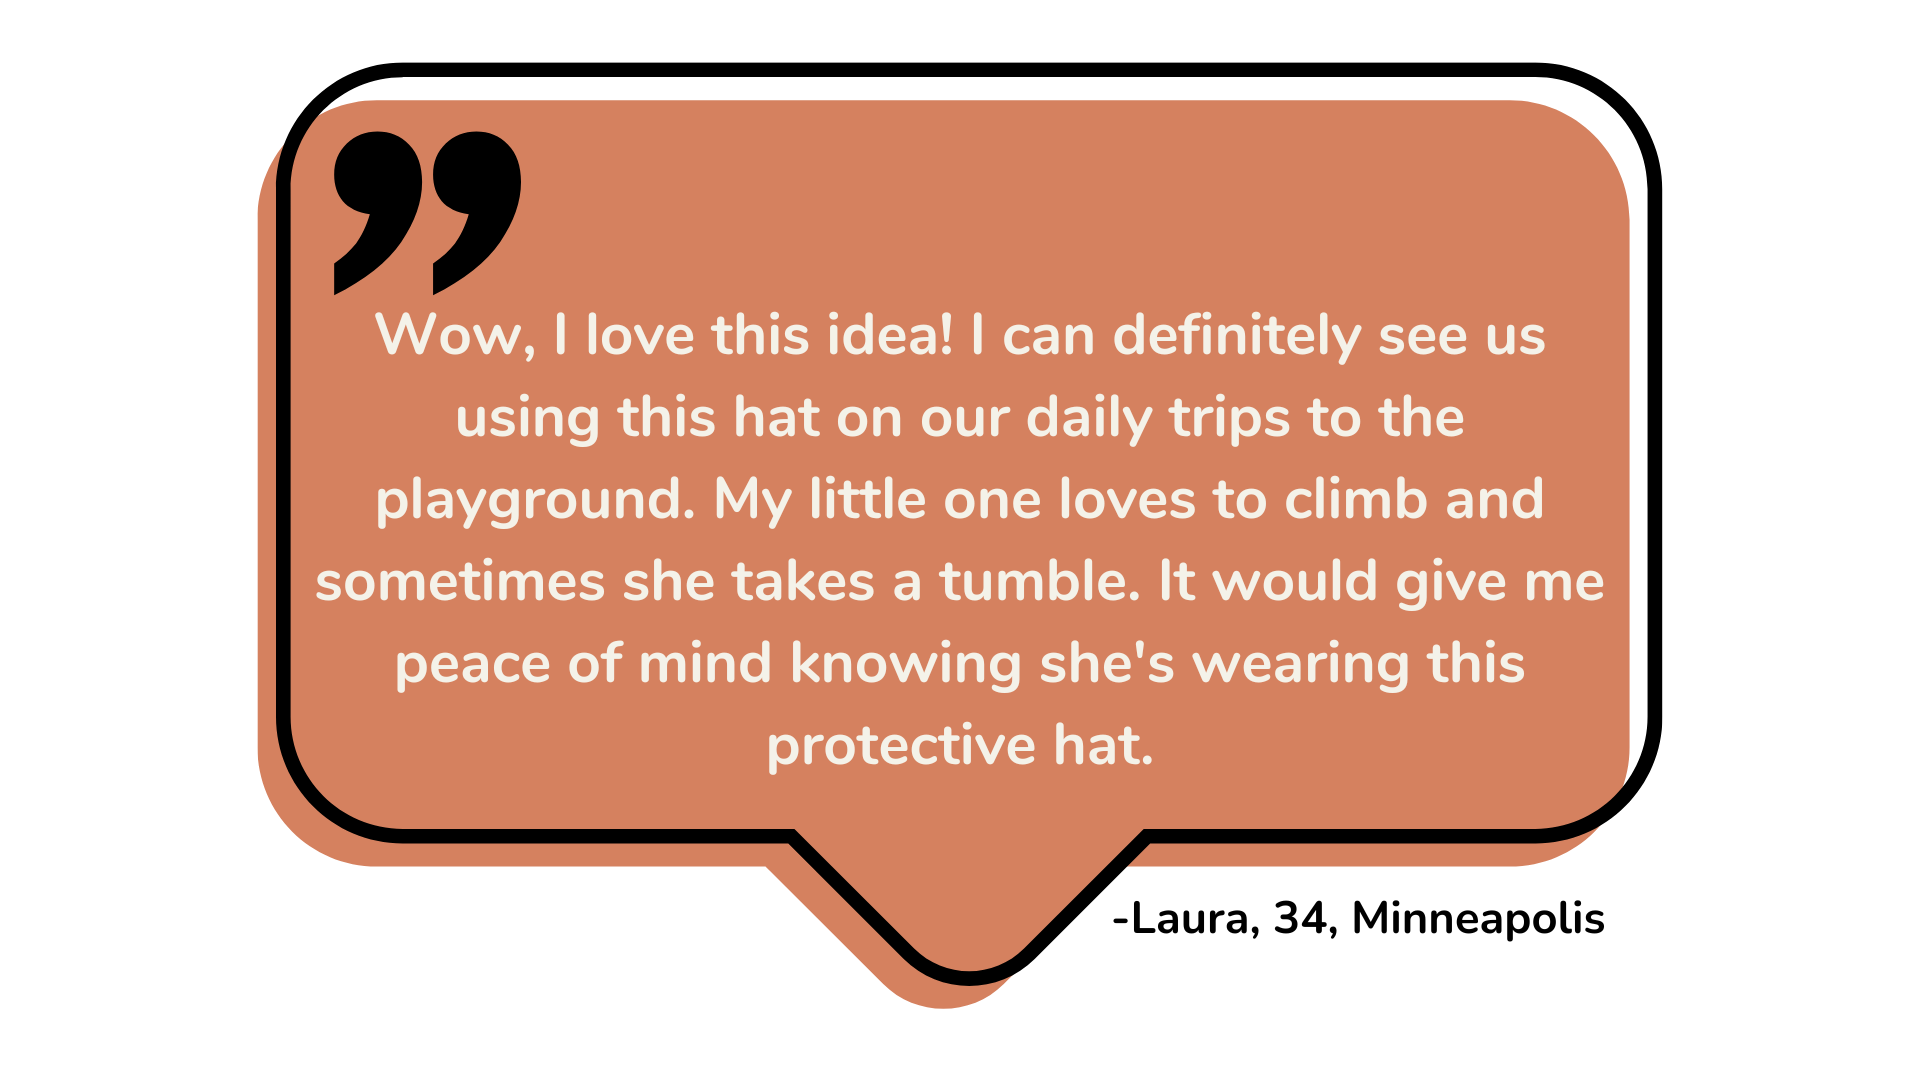 ”
Wow, I love this idea! I can definitely see us
using this hat on our daily trips to the
playground. My little one loves to climb and
sometimes she takes a tumble. It would give me
peace of mind knowing she's wearing this
protective hat.
-Laura, 34, Minneapolis